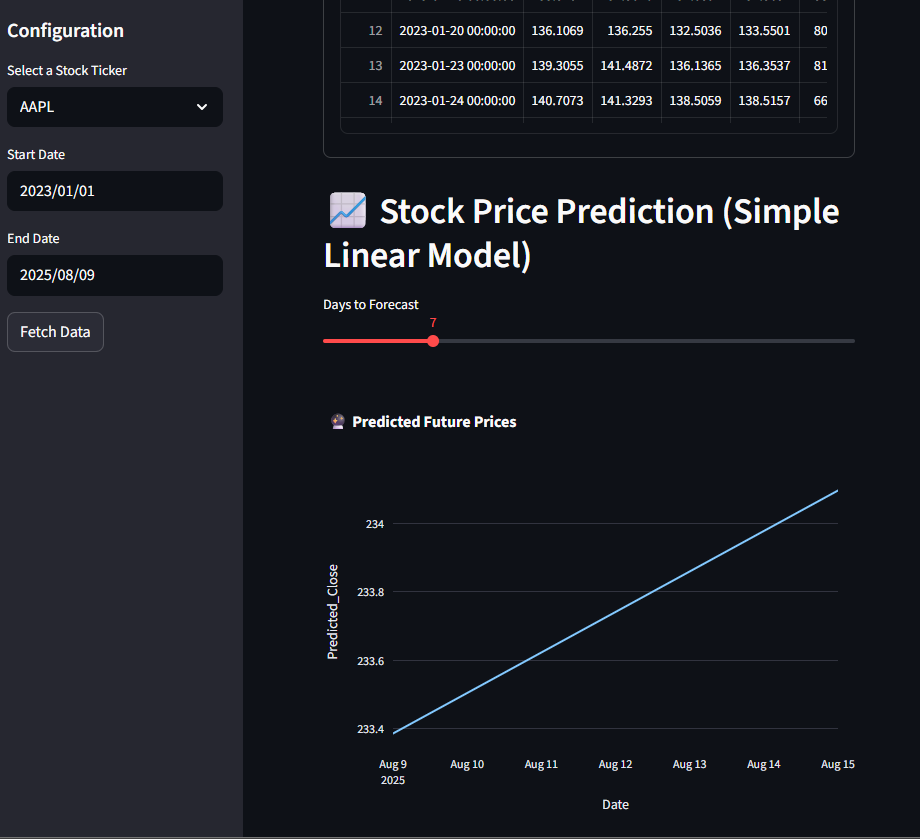 Configuration
Select a Stock Ticker
AAPL
Start Date
2023/01/01
End Date
2025/08/09
Fetch Data
12 2023-01-20 00:00:00 136.1069 136.255 132.5036 133.5501 80
13 2023-01-23 00:00:00 139.3055 141.4872 136.1365 136.3537 81
14 2023-01-24 00:00:00 140.7073 141.3293 138.5059 138.5157 66
📈 Stock Price Prediction (Simple
Linear Model)
Days to Forecast
7
🔮 Predicted Future Prices
234
233.8
233.6
233.4
Predicted_Close
Aug 9 Aug 10 Aug 11 Aug 12 Aug 13 Aug 14 Aug 15
2025
Date